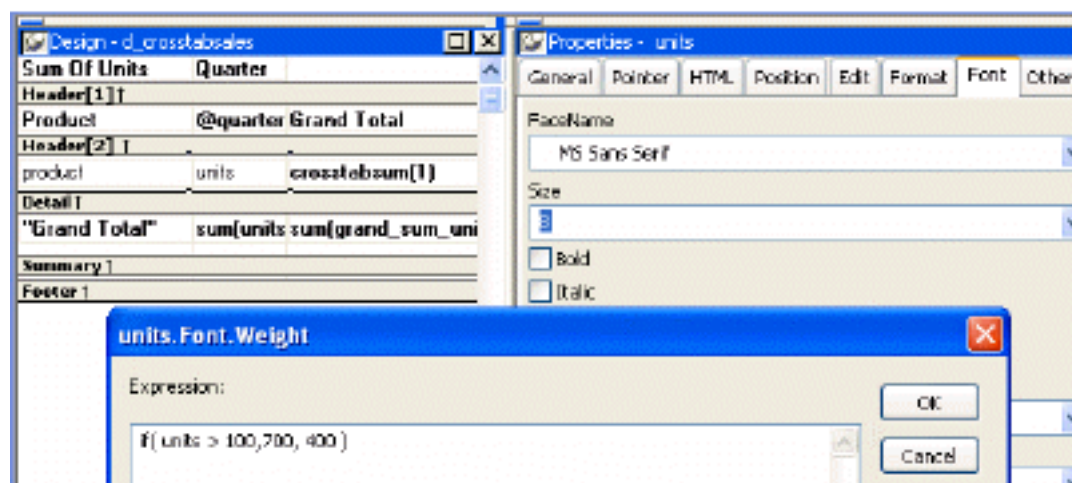 Design - d_crosstabsales
Sum Of Units Quarter
Header[1]↑
Product @quarter Grand Total
Header[2] ↑
product units crosstabsum(1)
Detail ↑
"Grand Total" sum(units sum(grand_sum_uni
Summary ↑
Footer ↑
Properties - units
General Pointer HTML Position Edit Format Font Other
FaceName
MS Sans Serif
Size
8
Bold
Italic
units.Font.Weight
Expression:
if( units > 100,700, 400 )
OK
Cancel